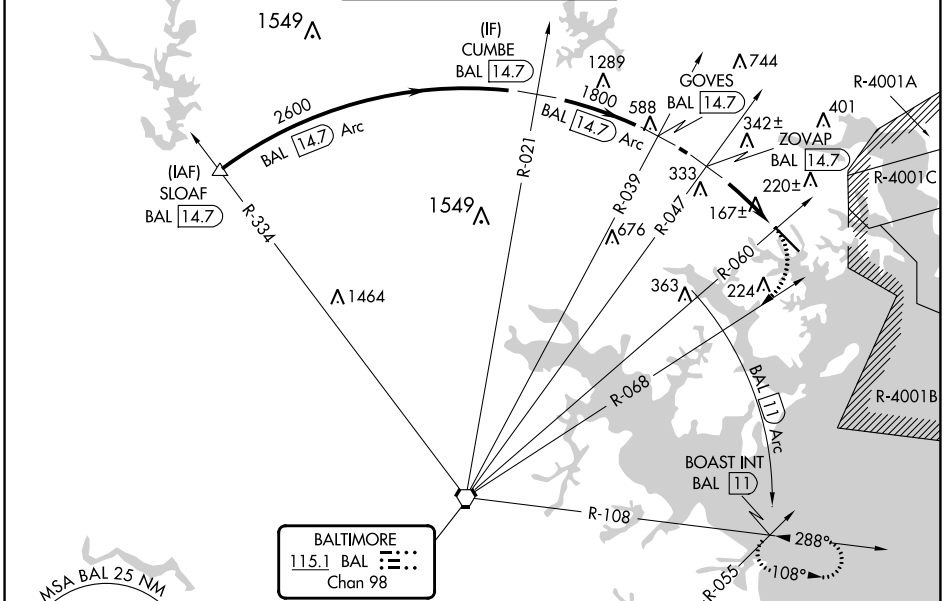 1549
(IF)
CUMBE
BAL 14.7
1289
744
GOVES
BAL 14.7
R-4001A
2600
1800
588
BAL 14.7 Arc
BAL 14.7 Arc
401
342±
ZOVAP
BAL 14.7
(IAF)
SLOAF
BAL 14.7
R-021
R-039
333
220±
R-4001C
R-334
1549
R-047
167±
676
R-060
1464
363
224
R-068
BAL 11 Arc
R-4001B
BOAST INT
BAL 11
R-108
BALTIMORE
115.1 BAL
Chan 98
288°
108°
R-055
MSA BAL 25 NM